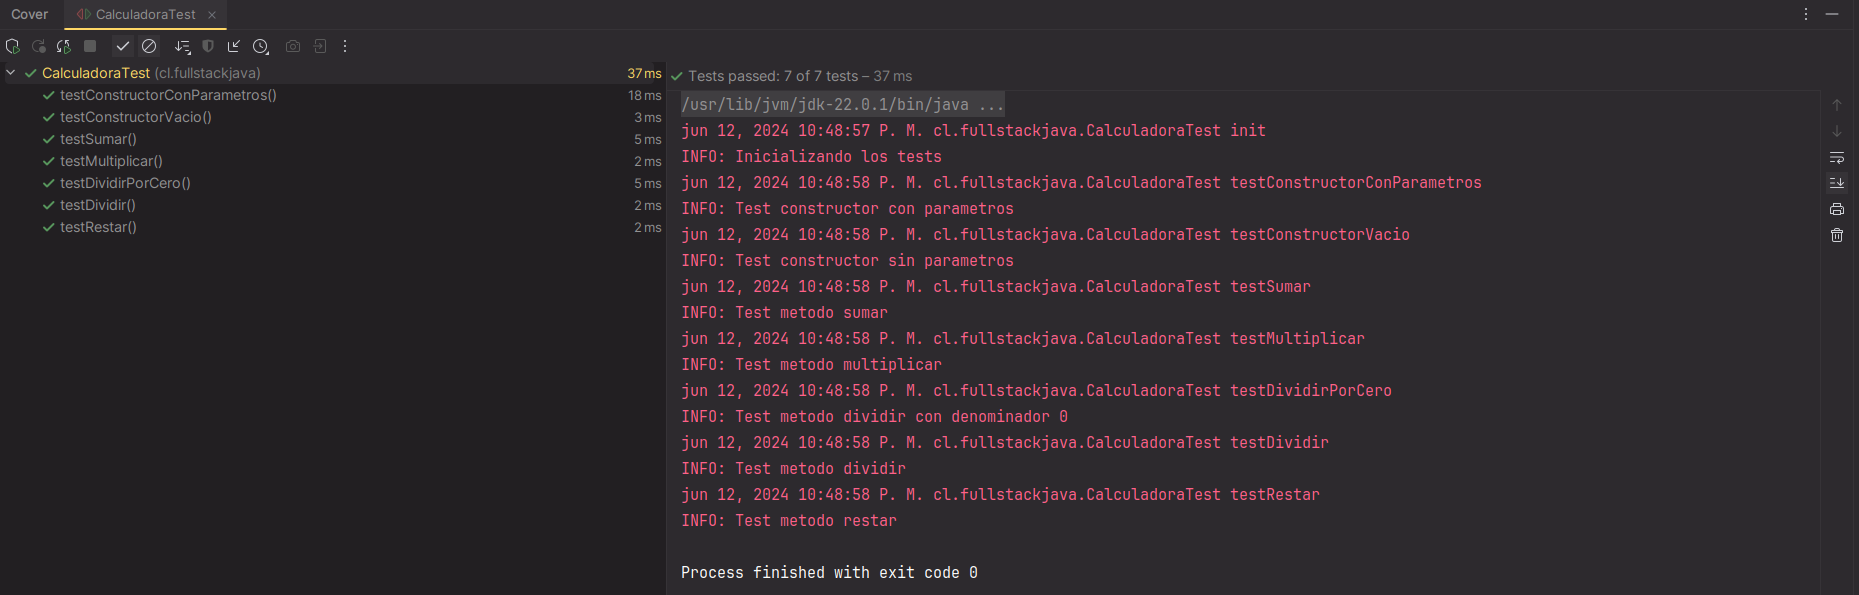 Cover CalculadoraTest
CalculadoraTest (cl.fullstackjava) 37 ms
testConstructorConParametros() 18 ms
testConstructorVacio() 3 ms
testSumar() 5 ms
testMultiplicar() 2 ms
testDividirPorCero() 5 ms
testDividir() 2 ms
testRestar() 2 ms
Tests passed: 7 of 7 tests – 37 ms
/usr/lib/jvm/jdk-22.0.1/bin/java ...
jun 12, 2024 10:48:57 P. M. cl.fullstackjava.CalculadoraTest init
INFO: Inicializando los tests
jun 12, 2024 10:48:58 P. M. cl.fullstackjava.CalculadoraTest testConstructorConParametros
INFO: Test constructor con parametros
jun 12, 2024 10:48:58 P. M. cl.fullstackjava.CalculadoraTest testConstructorVacio
INFO: Test constructor sin parametros
jun 12, 2024 10:48:58 P. M. cl.fullstackjava.CalculadoraTest testSumar
INFO: Test metodo sumar
jun 12, 2024 10:48:58 P. M. cl.fullstackjava.CalculadoraTest testMultiplicar
INFO: Test metodo multiplicar
jun 12, 2024 10:48:58 P. M. cl.fullstackjava.CalculadoraTest testDividirPorCero
INFO: Test metodo dividir con denominador 0
jun 12, 2024 10:48:58 P. M. cl.fullstackjava.CalculadoraTest testDividir
INFO: Test metodo dividir
jun 12, 2024 10:48:58 P. M. cl.fullstackjava.CalculadoraTest testRestar
INFO: Test metodo restar
Process finished with exit code 0